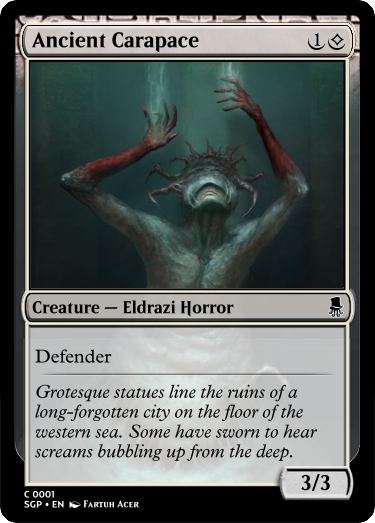 Ancient Carapace 1
Creature — Eldrazi Horror
Defender
Grotesque statues line the ruins of a
long-forgotten city on the floor of the
western sea. Some have sworn to hear
screams bubbling up from the deep.
3/3
C 0001
SGP • EN Fartuh Acer